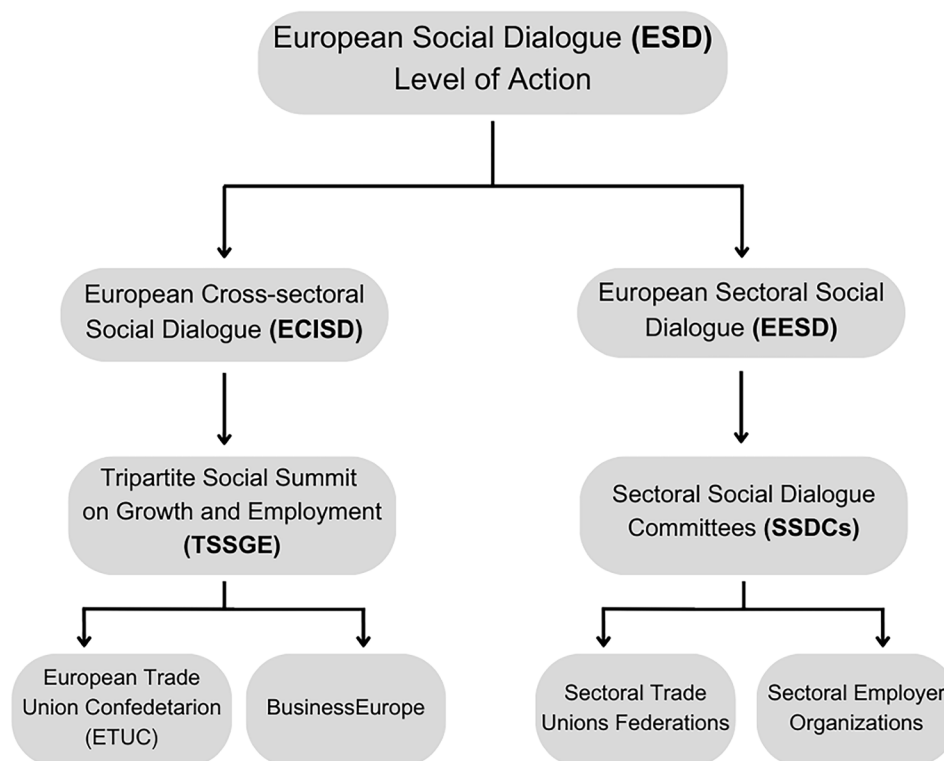 European Social Dialogue (ESD)
Level of Action
European Cross-sectoral
Social Dialogue (ECISD)
European Sectoral Social
Dialogue (EESD)
Tripartite Social Summit
on Growth and Employment
(TSSGE)
Sectoral Social Dialogue
Committees (SSDCs)
European Trade
Union Confedetarion
(ETUC)
BusinessEurope
Sectoral Trade
Unions Federations
Sectoral Employer
Organizations